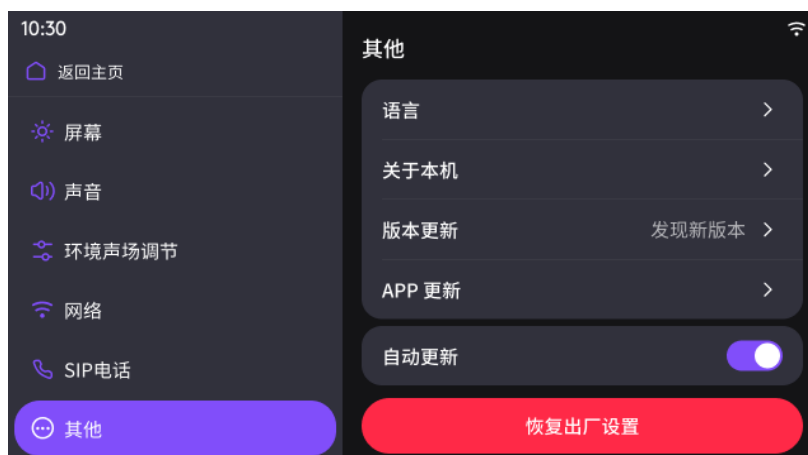 10:30
返回主页
屏幕
声音
环境声场调节
网络
SIP电话
其他
其他
语言
关于本机
版本更新 发现新版本
APP 更新
自动更新
恢复出厂设置